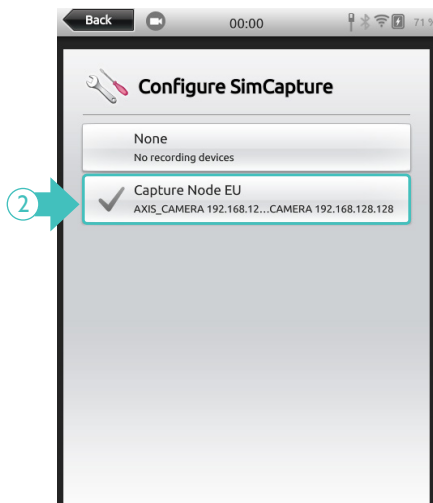 Back
00:00
71%
Configure SimCapture
None
No recording devices
2
Capture Node EU
AXIS_CAMERA 192.168.12...CAMERA 192.168.128.128